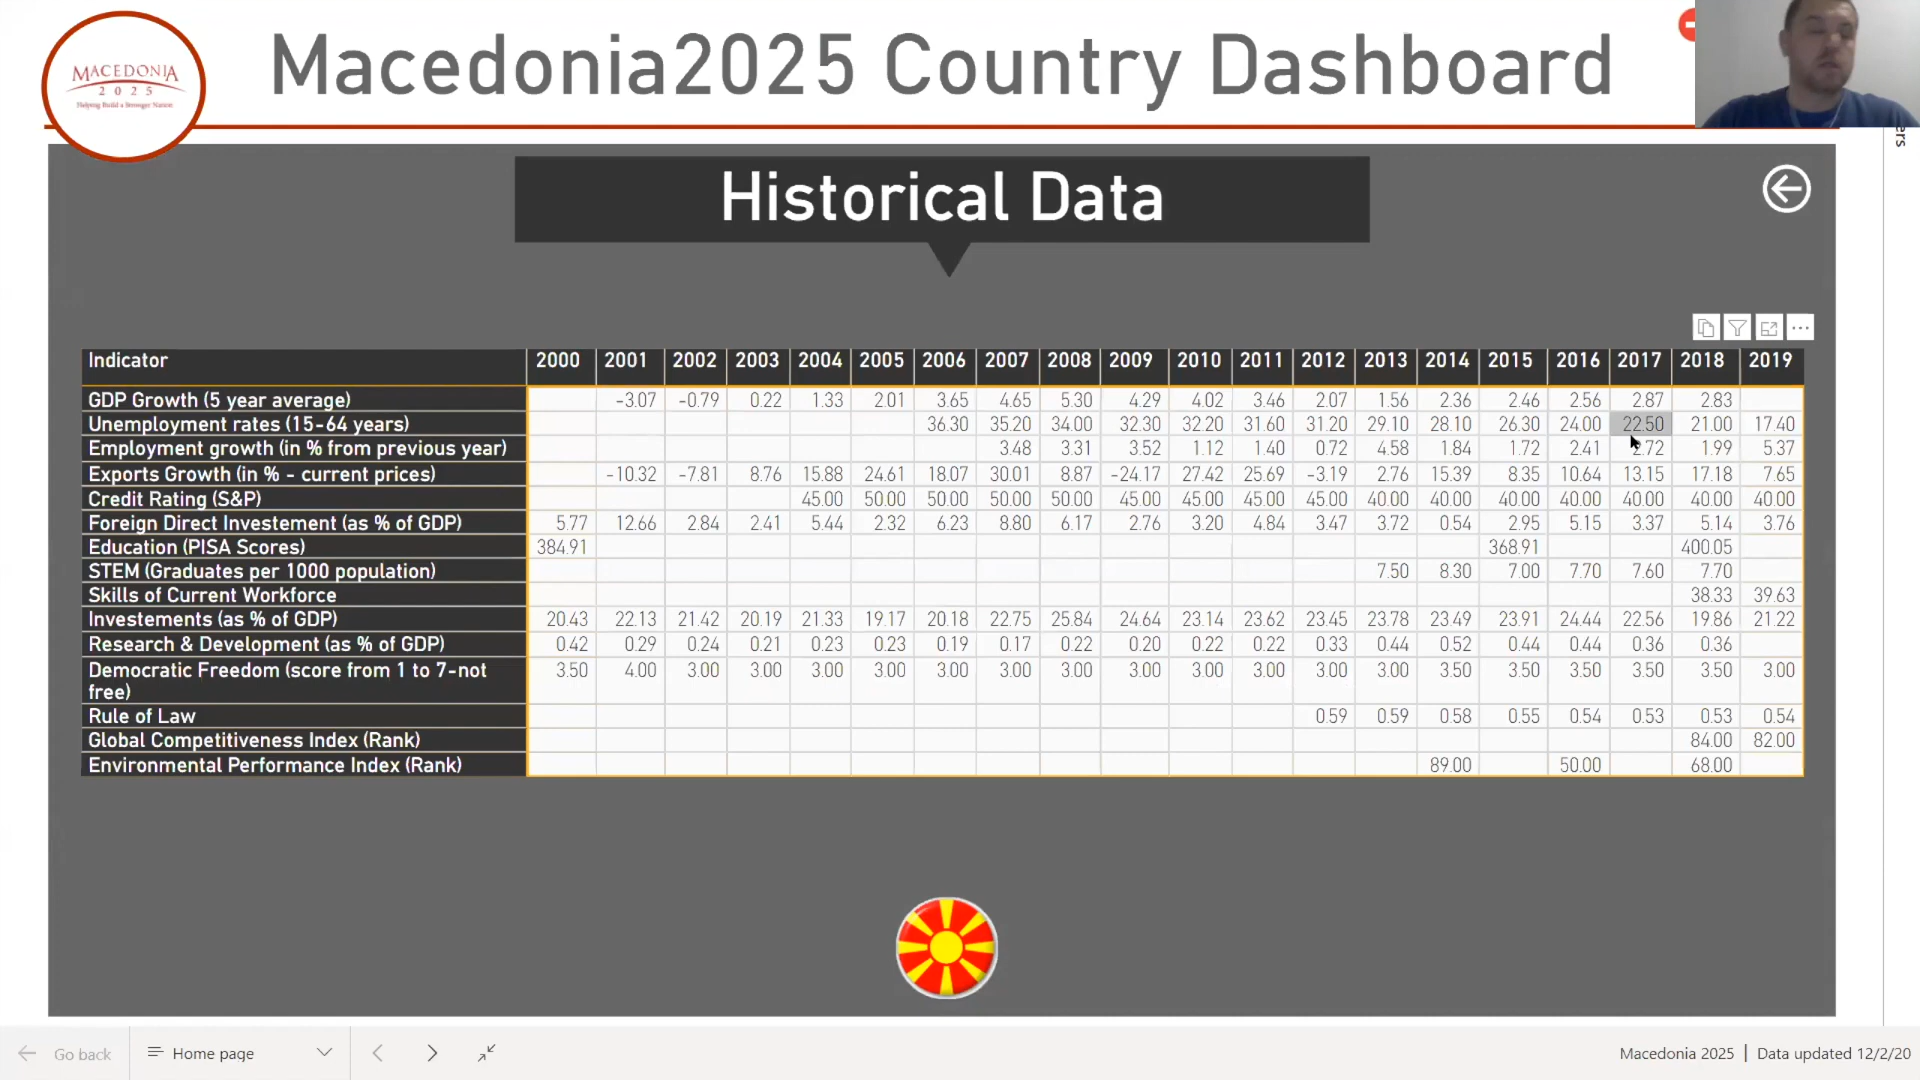 MACEDONIA
2025
Helping Build a Stronger Nation
Macedonia2025 Country Dashboard
ers
Historical Data
Indicator 2000 2001 2002 2003 2004 2005 2006 2007 2008 2009 2010 2011 2012 2013 2014 2015 2016 2017 2018 2019
GDP Growth (5 year average) -3.07 -0.79 0.22 1.33 2.01 3.65 4.65 5.30 4.29 4.02 3.46 2.07 1.56 2.36 2.46 2.56 2.87 2.83
Unemployment rates (15-64 years) 36.30 35.20 34.00 32.30 32.20 31.60 31.20 29.10 28.10 26.30 24.00 22.50 21.00 17.40
Employment growth (in % from previous year) 3.48 3.31 3.52 1.12 1.40 0.72 4.58 1.84 1.72 2.41 2.72 1.99 5.37
Exports Growth (in % - current prices) -10.32 -7.81 8.76 15.88 24.61 18.07 30.01 8.87 -24.17 27.42 25.69 -3.19 2.76 15.39 8.35 10.64 13.15 17.18 7.65
Credit Rating (S&P) 45.00 50.00 50.00 50.00 50.00 45.00 45.00 45.00 45.00 40.00 40.00 40.00 40.00 40.00 40.00 40.00
Foreign Direct Investement (as % of GDP) 5.77 12.66 2.84 2.41 5.44 2.32 6.23 8.80 6.17 2.76 3.20 4.84 3.47 3.72 0.54 2.95 5.15 3.37 5.14 3.76
Education (PISA Scores) 384.91 368.91 400.05
STEM (Graduates per 1000 population) 7.50 8.30 7.00 7.70 7.60 7.70
Skills of Current Workforce 38.33 39.63
Investements (as % of GDP) 20.43 22.13 21.42 20.19 21.33 19.17 20.18 22.75 25.84 24.64 23.14 23.62 23.45 23.78 23.49 23.91 24.44 22.56 19.86 21.22
Research & Development (as % of GDP) 0.42 0.29 0.24 0.21 0.23 0.23 0.19 0.17 0.22 0.20 0.22 0.22 0.33 0.44 0.52 0.44 0.44 0.36 0.36
Democratic Freedom (score from 1 to 7-not 3.50 4.00 3.00 3.00 3.00 3.00 3.00 3.00 3.00 3.00 3.00 3.00 3.00 3.00 3.50 3.50 3.50 3.50 3.50 3.00
free)
Rule of Law 0.59 0.59 0.58 0.55 0.54 0.53 0.53 0.54
Global Competitiveness Index (Rank) 84.00 82.00
Environmental Performance Index (Rank) 89.00 50.00 68.00
Go back Home page Macedonia 2025 | Data updated 12/2/20